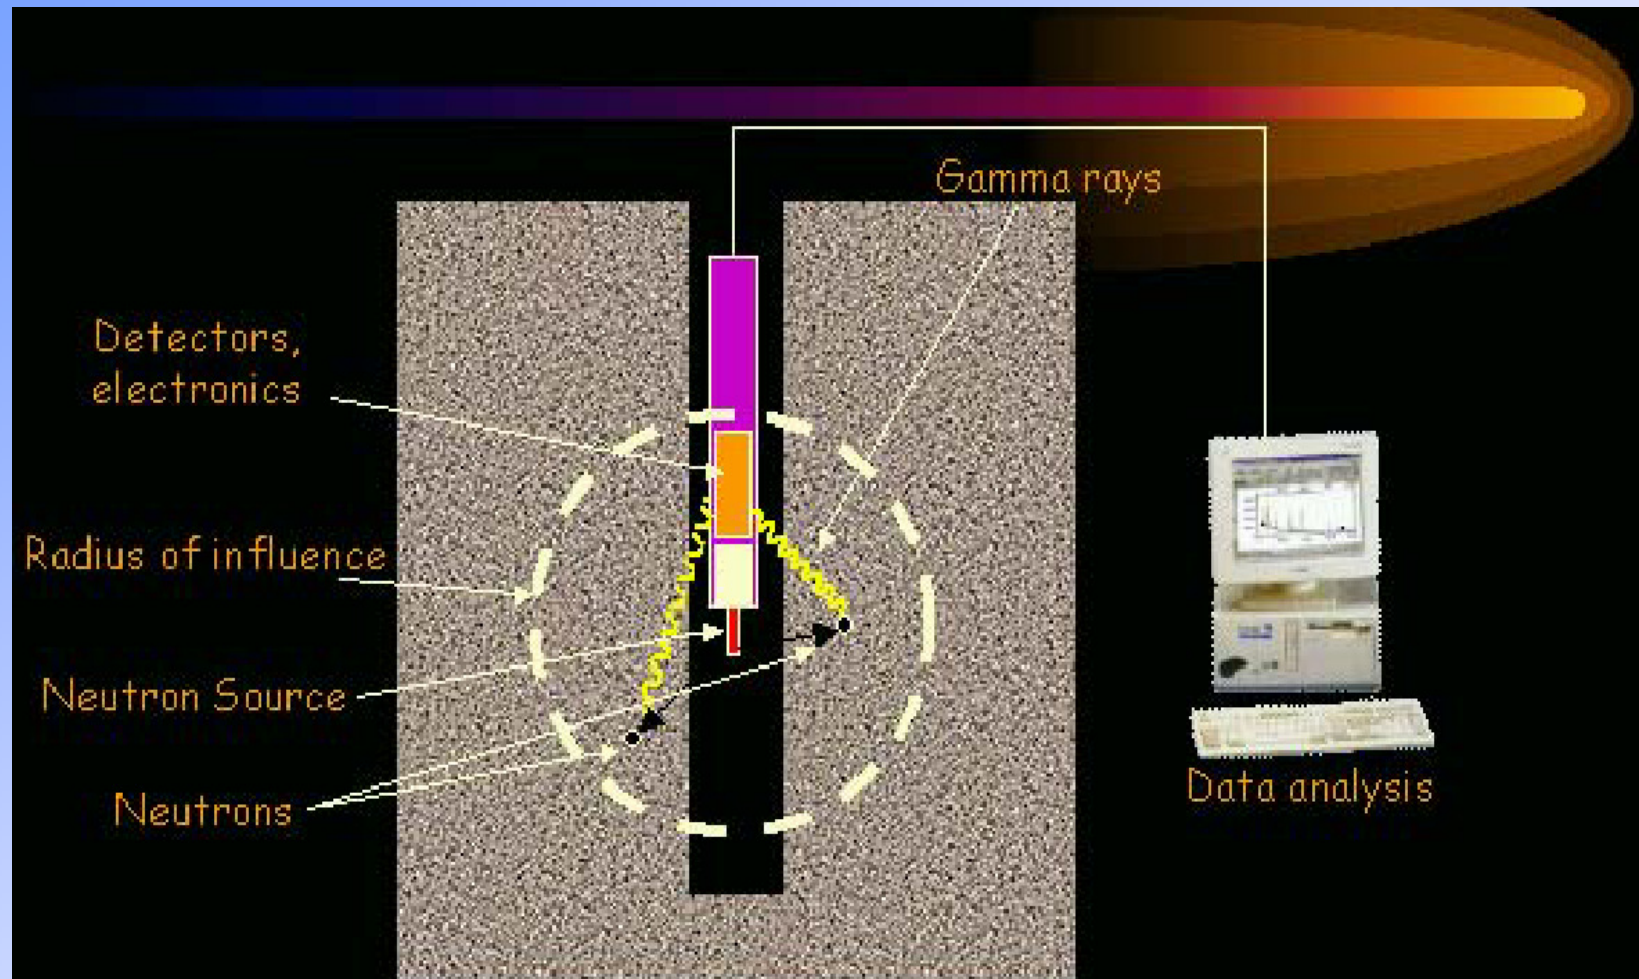 Gamma rays
Detectors,
electronics
Radius of influence
Neutron Source
Neutrons
Data analysis